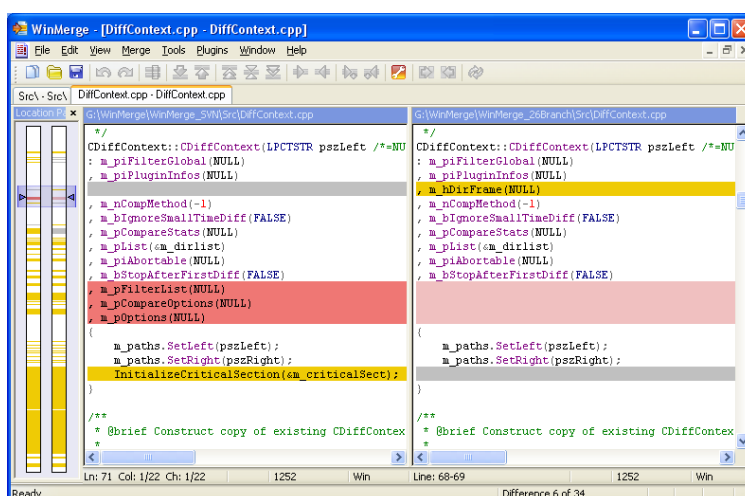 WinMerge - [DiffContext.cpp - DiffContext.cpp]
File Edit View Merge Tools Plugins Window Help
Src\ - Src\ DiffContext.cpp - DiffContext.cpp
Location Pa
G:\WinMerge\WinMerge_SVN\Src\DiffContext.cpp
*/
CDiffContext::CDiffContext(LPCTSTR pszLeft /*=NU
: m_piFilterGlobal(NULL)
, m_piPluginInfos(NULL)
, m_nCompMethod(-1)
, m_bIgnoreSmallTimeDiff(FALSE)
, m_pCompareStats(NULL)
, m_pList(&m_dirlist)
, m_piAbortable(NULL)
, m_bStopAfterFirstDiff(FALSE)
, m_pFilterList(NULL)
, m_pCompareOptions(NULL)
, m_pOptions(NULL)
{
m_paths.SetLeft(pszLeft);
m_paths.SetRight(pszRight);
InitializeCriticalSection(&m_criticalSect);
}
/**
* @brief Construct copy of existing CDiffContex
*
G:\WinMerge\WinMerge_26Branch\Src\DiffContext.cpp
*/
CDiffContext::CDiffContext(LPCTSTR pszLeft /*=NU
: m_piFilterGlobal(NULL)
, m_piPluginInfos(NULL)
, m_hDirFrame(NULL)
, m_nCompMethod(-1)
, m_bIgnoreSmallTimeDiff(FALSE)
, m_pCompareStats(NULL)
, m_pList(&m_dirlist)
, m_piAbortable(NULL)
, m_bStopAfterFirstDiff(FALSE)
{
m_paths.SetLeft(pszLeft);
m_paths.SetRight(pszRight);
}
/**
* @brief Construct copy of existing CDiffContex
*
Ln: 71 Col: 1/22 Ch: 1/22 1252 Win Line: 68-69 1252 Win
Ready Difference 6 of 34